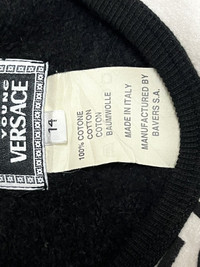 YOUNG
VERSACE
14
100% COTONE
COTTON
COTON
BAUMWOLLE
MADE IN ITALY
MANUFACTURED BY
BAVERS S.A.